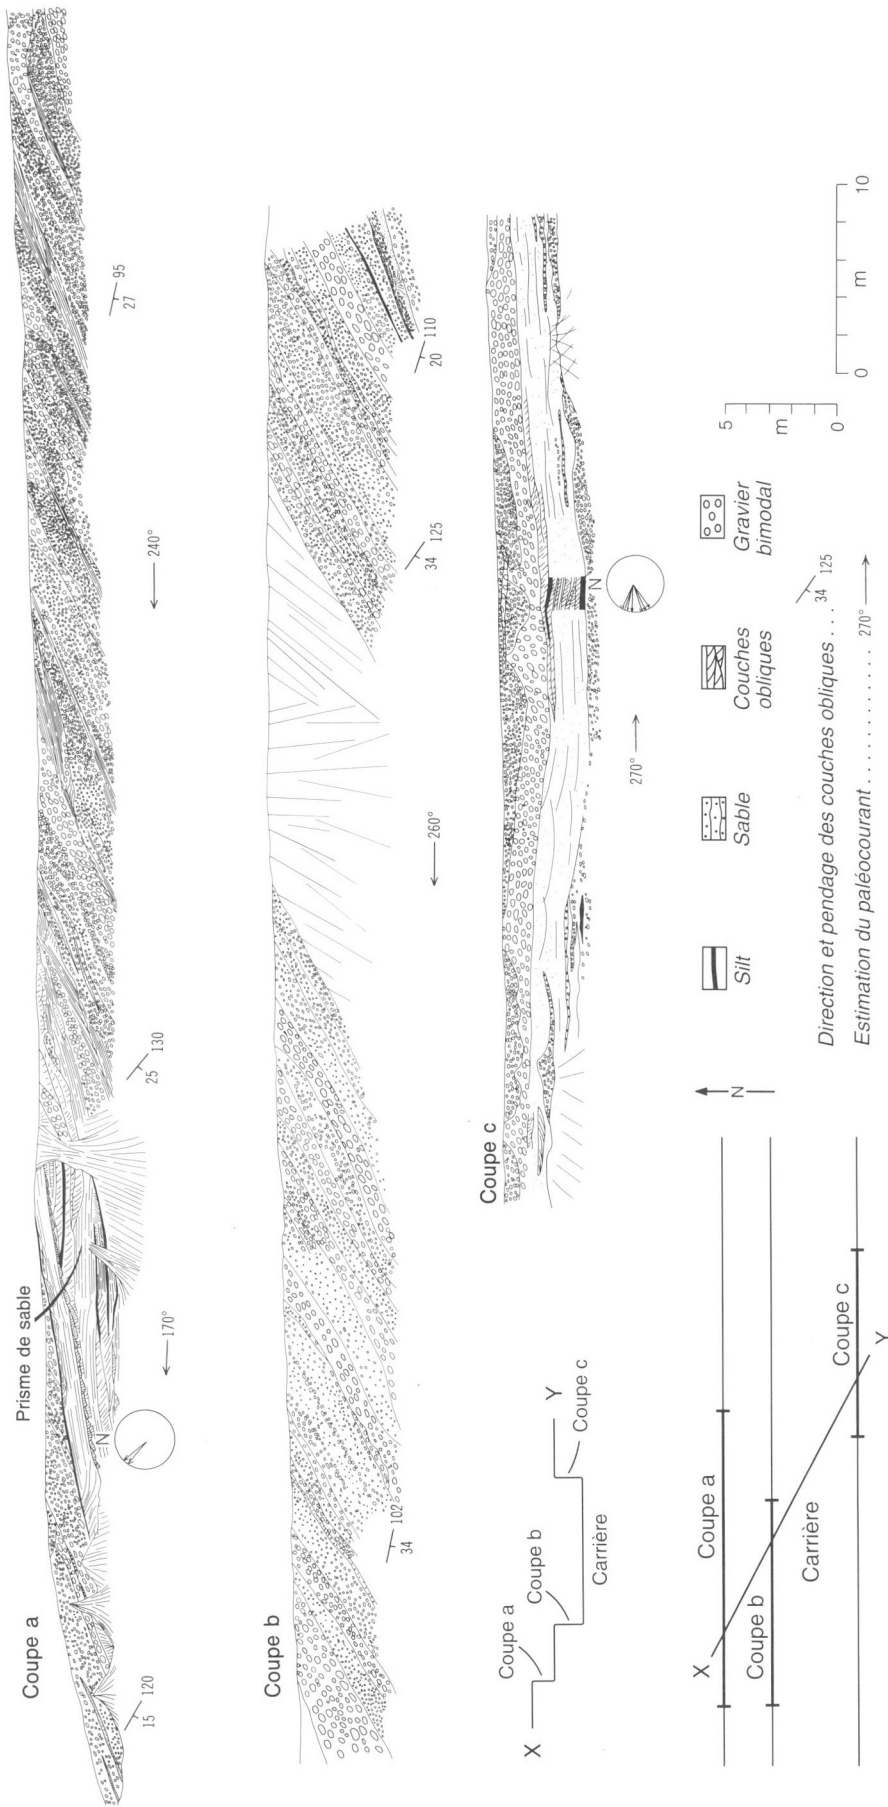 Coupe a
Prisme de sable
N
170°
240°
15
120
25
130
27
95
Coupe b
260°
34
102
34
125
20
110
Coupe c
270°
N
X
Y
Coupe a
Coupe b
Coupe c
Carrière
X
Y
Coupe a
Coupe b
Coupe c
Carrière
N
Silt
Sable
Couches
obliques
Gravier
bimodal
5
m
0
0
m
10
Direction et pendage des couches obliques . . . 34 125
Estimation du paléocourant . . . . . . . . . . . . 270°